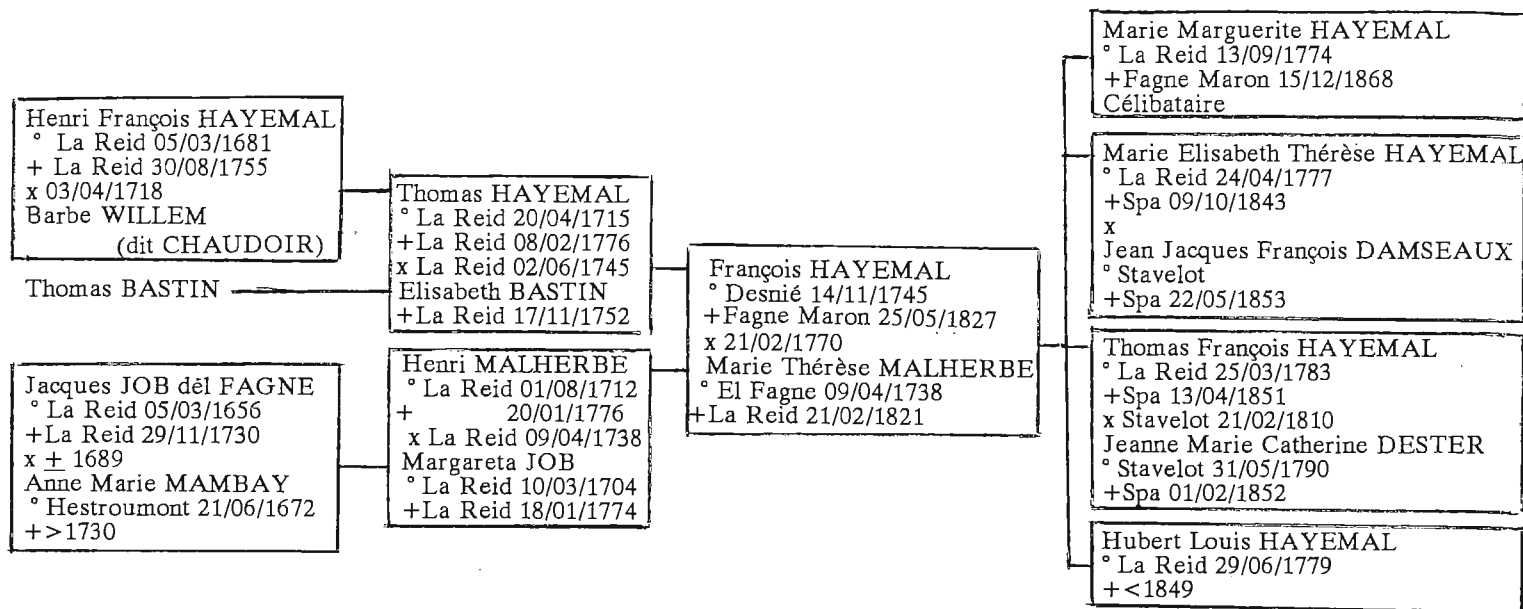 Henri François HAYEMAL
° La Reid 05/03/1681
+ La Reid 30/08/1755
x 03/04/1718
Barbe WILLEM
(dit CHAUDOIR)
Thomas BASTIN
Jacques JOB dèl FAGNE
° La Reid 05/03/1656
+La Reid 29/11/1730
x ± 1689
Anne Marie MAMBAY
° Hestroumont 21/06/1672
+>1730
Thomas HAYEMAL
° La Reid 20/04/1715
+La Reid 08/02/1776
x La Reid 02/06/1745
Elisabeth BASTIN
+La Reid 17/11/1752
Henri MALHERBE
° La Reid 01/08/1712
+ 20/01/1776
x La Reid 09/04/1738
Margareta JOB
° La Reid 10/03/1704
+La Reid 18/01/1774
François HAYEMAL
° Desnié 14/11/1745
+Fagne Maron 25/05/1827
x 21/02/1770
Marie Thérèse MALHERBE
° El Fagne 09/04/1738
+La Reid 21/02/1821
Marie Marguerite HAYEMAL
° La Reid 13/09/1774
+Fagne Maron 15/12/1868
Célibataire
Marie Elisabeth Thérèse HAYEMAL
° La Reid 24/04/1777
+Spa 09/10/1843
x
Jean Jacques François DAMSEAUX
° Stavelot
+Spa 22/05/1853
Thomas François HAYEMAL
° La Reid 25/03/1783
+Spa 13/04/1851
x Stavelot 21/02/1810
Jeanne Marie Catherine DESTER
° Stavelot 31/05/1790
+Spa 01/02/1852
Hubert Louis HAYEMAL
° La Reid 29/06/1779
+<1849